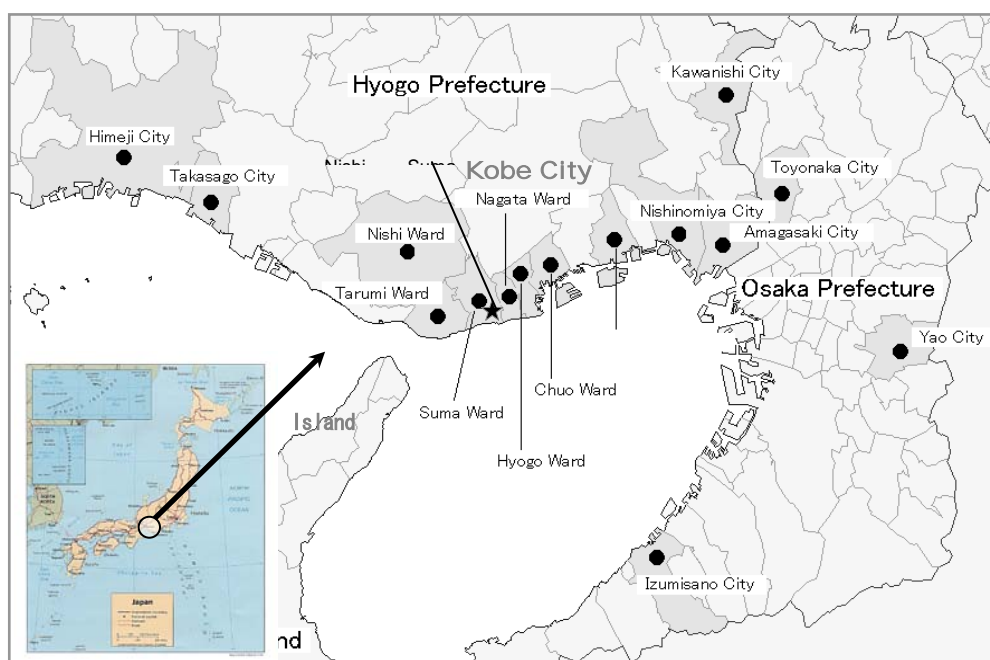 Kawanishi City
Hyogo Prefecture
Himeji City
Takasago City
Nishi Suma
Kobe City
Toyonaka City
Nagata Ward
Nishinomiya City
Nishi Ward
Amagasaki City
Tarumi Ward
Osaka Prefecture
Yao City
Suma Ward
Chuo Ward
Island
Hyogo Ward
Izumisano City
Japan
nd